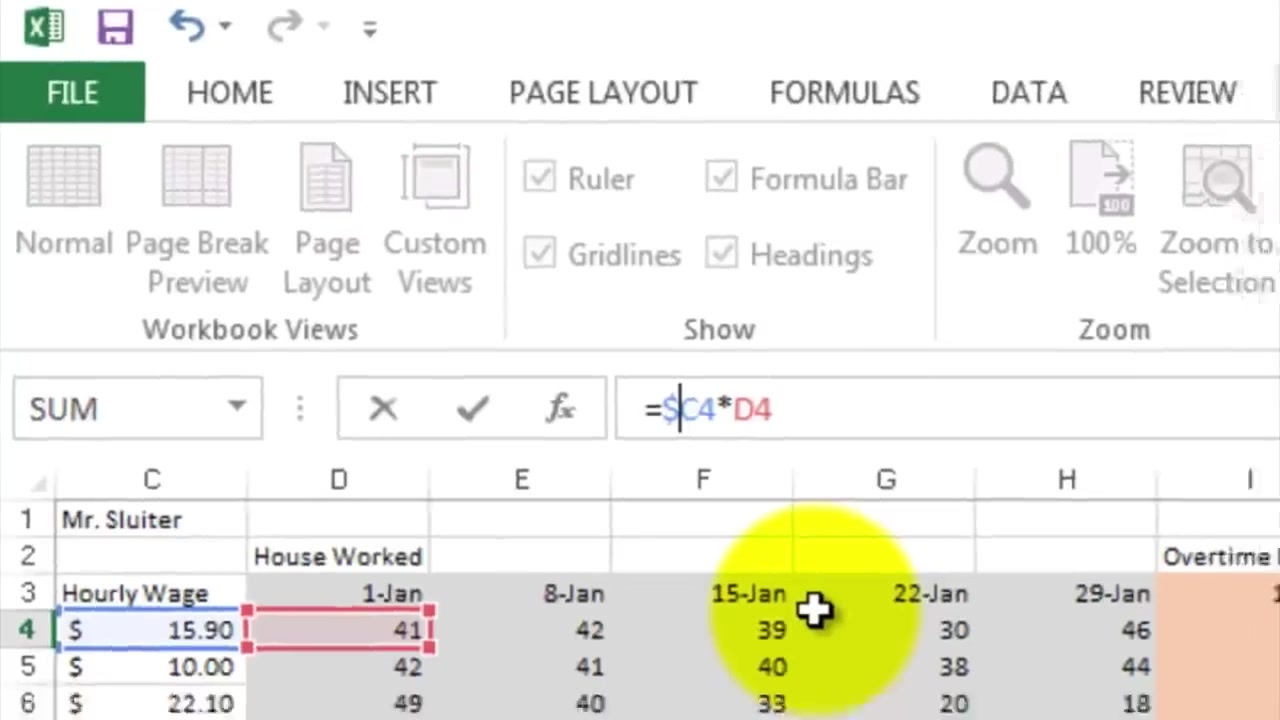 FILE HOME INSERT PAGE LAYOUT FORMULAS DATA REVIEW
Ruler Formula Bar
100
Normal Page Break Page Custom Zoom 100% Zoom to
Gridlines Headings
Preview Layout Views Selection
Workbook Views Show Zoom
SUM fx =$C4*D4
C D E F G H I
1 Mr. Sluiter
2 House Worked Overtime
3 Hourly Wage 1-Jan 8-Jan 15-Jan 22-Jan 29-Jan 1
4 $ 15.90 41 42 39 30 46
5 $ 10.00 42 41 40 38 44
6 $ 22.10 49 40 33 20 18